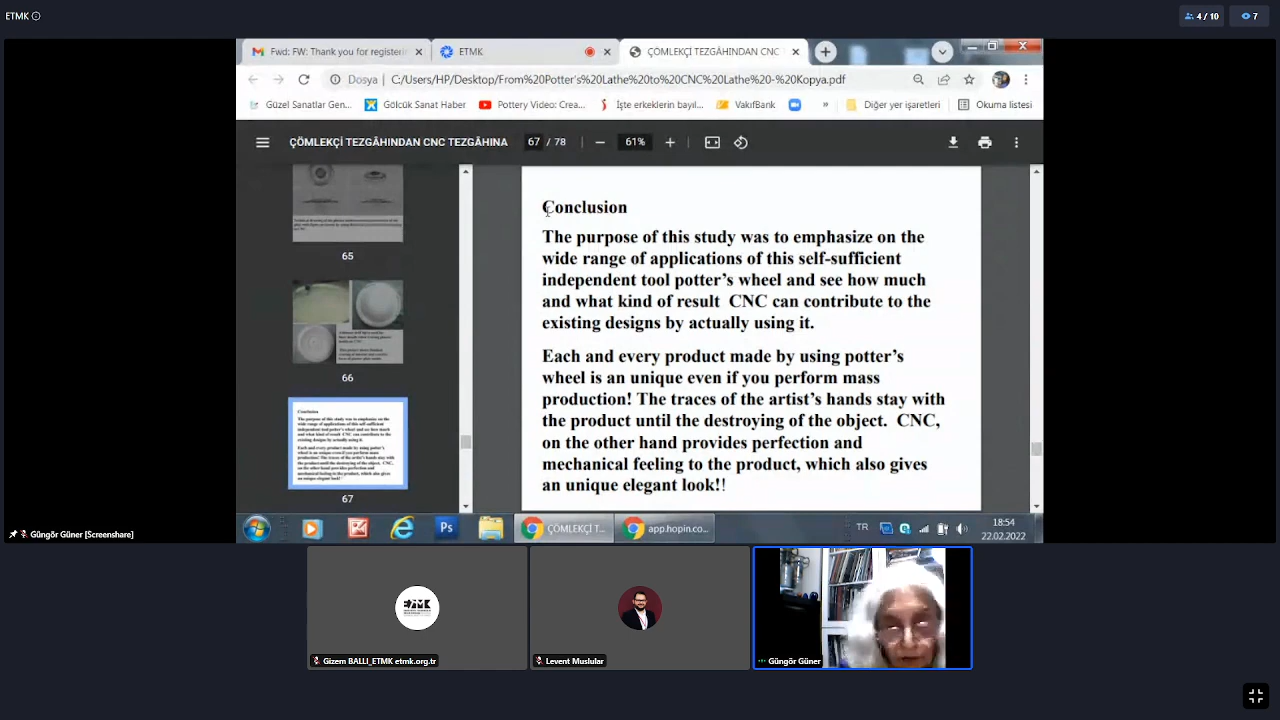 ETMK
4 / 10
7
Fwd: FW: Thank you for register
ETMK
ÇÖMLEKÇİ TEZGÂHINDAN CNC
Dosya
C:/Users/HP/Desktop/From%20Potter's%20Lathe%20to%20CNC%20Lathe%20-%20Kopya.pdf
Güzel Sanatlar Gen...
Gölcük Sanat Haber
Pottery Video: Crea...
İşte erkeklerin bayıl...
VakıfBank
»
Diğer yer işaretleri
Okuma listesi
ÇÖMLEKÇİ TEZGÂHINDAN CNC TEZGÂHINA
67 / 78
61%
65
66
67
Conclusion
The purpose of this study was to emphasize on the
wide range of applications of this self-sufficient
independent tool potter's wheel and see how much
and what kind of result CNC can contribute to the
existing designs by actually using it.
Each and every product made by using potter's
wheel is an unique even if you perform mass
production! The traces of the artist's hands stay with
the product until the destroying of the object. CNC,
on the other hand provides perfection and
mechanical feeling to the product, which also gives
an unique elegant look!!
Ps
ÇÖMLEKÇİ T...
app.hopin.co...
TR
18:54
22.02.2022
Güngör Güner [Screenshare]
ETMK
Gizem BALLI_ETMK etmk.org.tr
Levent Muslular
Güngör Güner